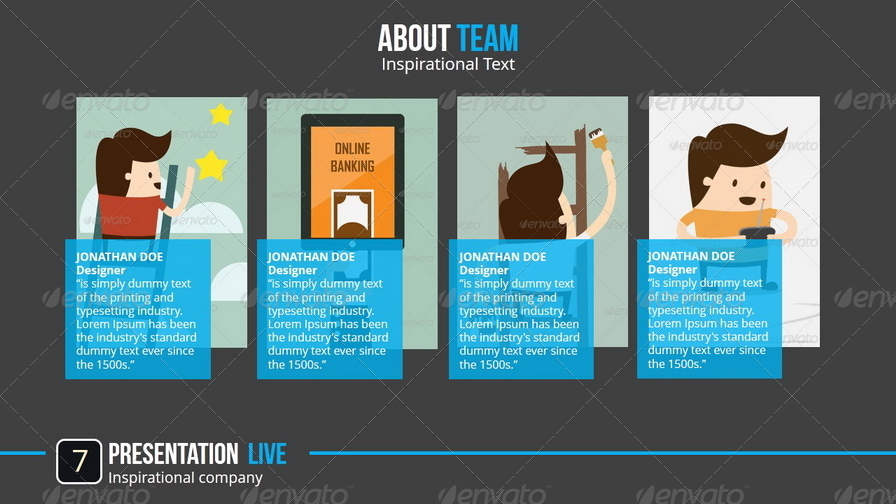 ABOUT TEAM
Inspirational Text
ONLINE
BANKING
JONATHAN DOE
Designer
“is simply dummy text
of the printing and
typesetting industry.
Lorem Ipsum has been
the industry's standard
dummy text ever since
the 1500s.”
JONATHAN DOE
Designer
“is simply dummy text
of the printing and
typesetting industry.
Lorem Ipsum has been
the industry's standard
dummy text ever since
the 1500s.”
JONATHAN DOE
Designer
“is simply dummy text
of the printing and
typesetting industry.
Lorem Ipsum has been
the industry's standard
dummy text ever since
the 1500s.”
JONATHAN DOE
Designer
“is simply dummy text
of the printing and
typesetting industry.
Lorem Ipsum has been
the industry's standard
dummy text ever since
the 1500s.”
7
PRESENTATION LIVE
Inspirational company
envato